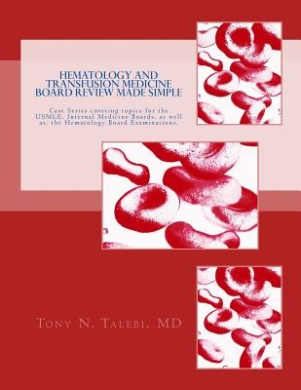 HEMATOLOGY AND
TRANSFUSION MEDICINE
BOARD REVIEW MADE SIMPLE
Case Series covering topics for the
USMLE, Internal Medicine Boards, as well
as, the Hematology Board Examinations.
TONY N. TALEBI, MD